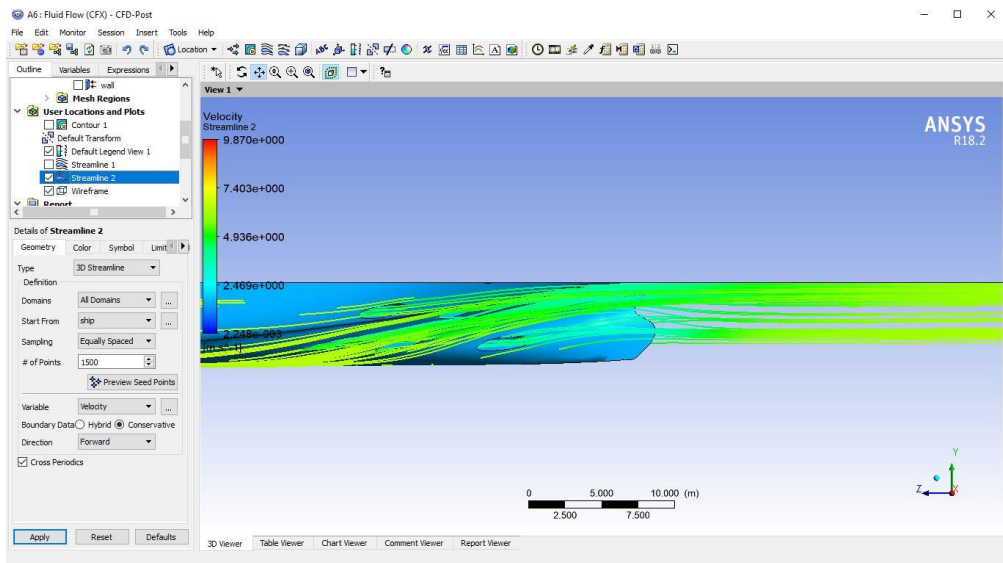 A6 : Fluid Flow (CFX) - CFD-Post
File Edit Monitor Session Insert Tools Help
Location
Outline Variables Expressions
wall
Mesh Regions
User Locations and Plots
Contour 1
Default Transform
Default Legend View 1
Streamline 1
Streamline 2
Wireframe
Report
Details of Streamline 2
Geometry Color Symbol Limit
Type 3D Streamline
Definition
Domains All Domains ...
Start From ship ...
Sampling Equally Spaced
# of Points 1500
Preview Seed Points
Variable Velocity ...
Boundary Data Hybrid Conservative
Direction Forward
Cross Periodics
Apply Reset Defaults
View 1
Velocity
Streamline 2
9.870e+000
7.403e+000
4.936e+000
2.469e+000
2.248e-003
ANSYS
R18.2
0 5.000 10.000 (m)
2.500 7.500
Y
Z X
3D Viewer Table Viewer Chart Viewer Comment Viewer Report Viewer